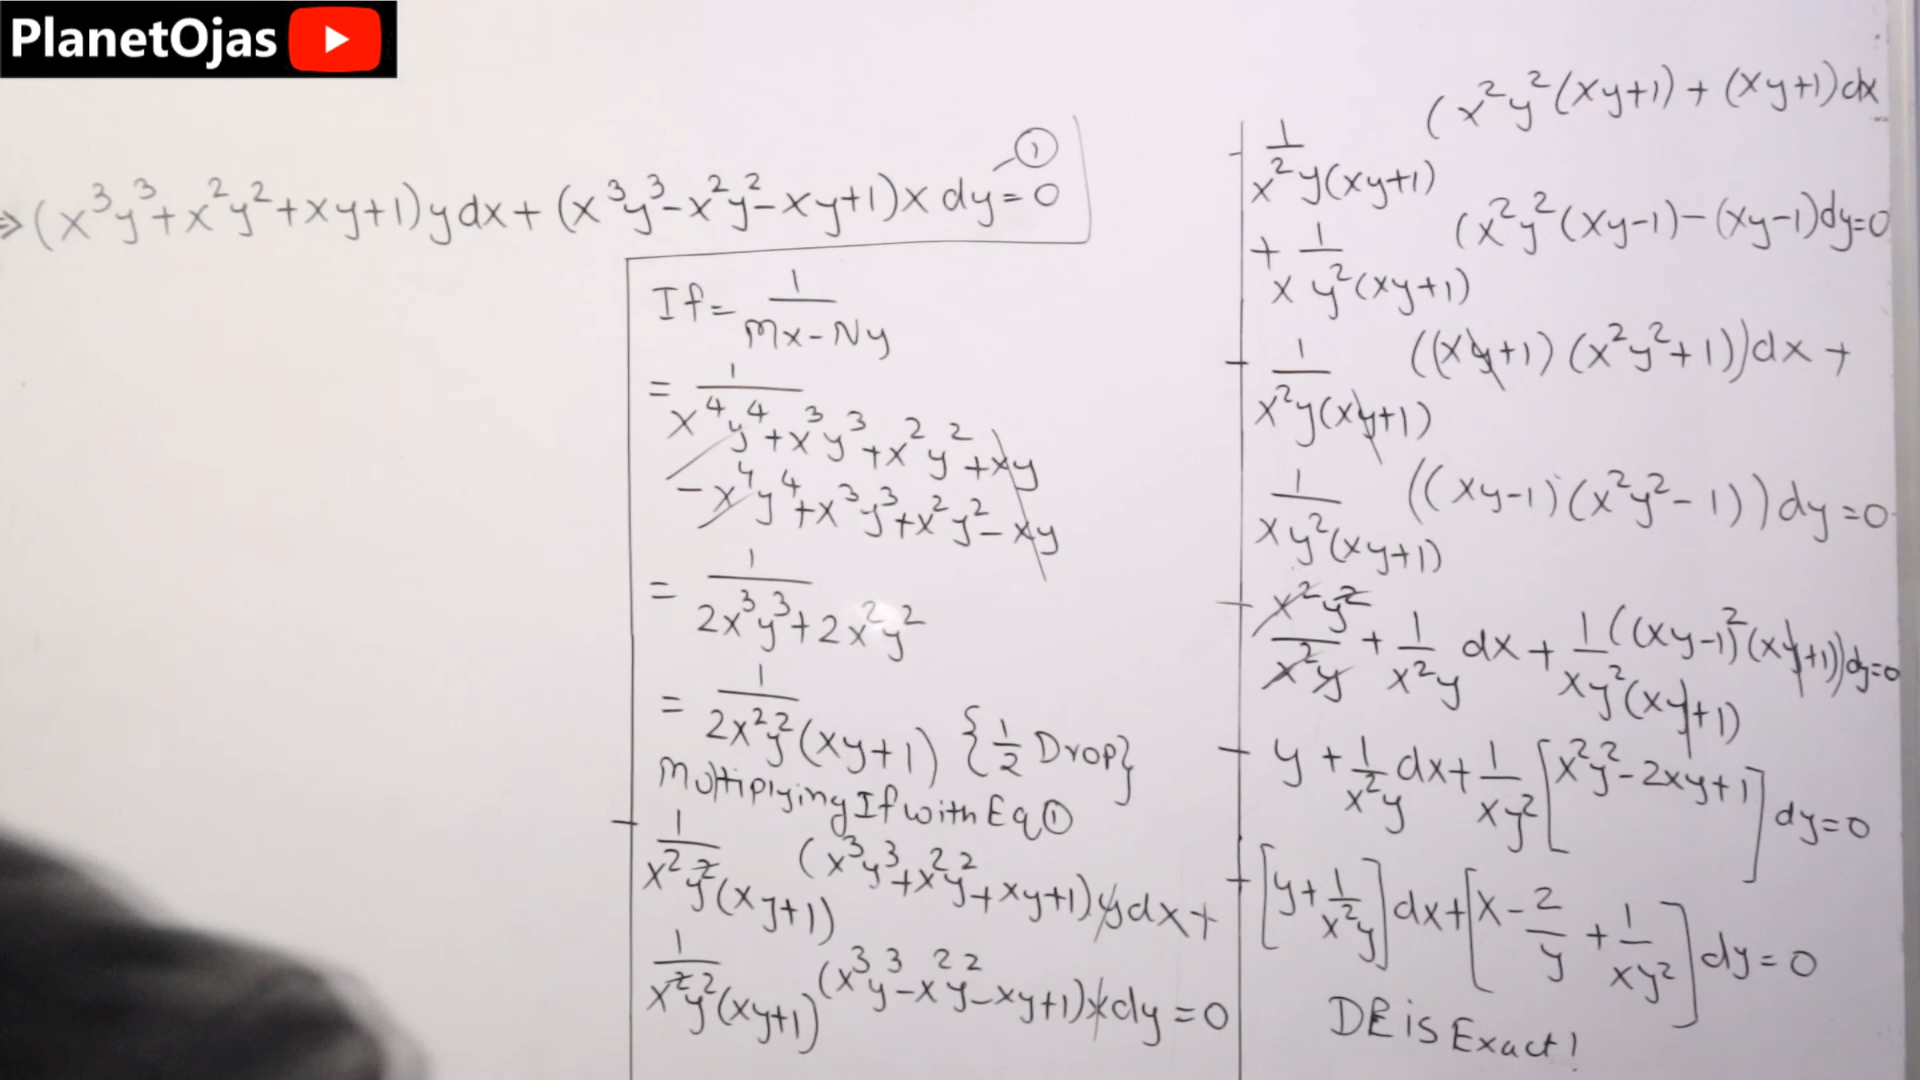 PlanetOjas
⇒ (x³y³+x²y²+xy+1)ydx+(x³y³-x²y²-xy+1)x dy=0 ①
If = 1/(Mx-Ny)
= 1/(x⁴y⁴+x³y³+x²y²+xy
-x⁴y⁴+x³y³+x²y²-xy)
= 1/(2x³y³+2x²y²)
= 1/(2x²y²(xy+1)) {1/2 Drop}
Multiplying If with Eq①
1/(x²y²(xy+1)) (x³y³+x²y²+xy+1)ydx+
1/(x²y²(xy+1)) (x³y³-x²y²-xy+1)xdy=0
1/(x²y(xy+1)) (x²y²(xy+1)+(xy+1)dx
+ 1/(xy²(xy+1)) (x²y²(xy-1)-(xy-1)dy=0
1/(x²y(xy+1)) ((xy+1)(x²y²+1))dx+
1/(xy²(xy+1)) ((xy-1)(x²y²-1))dy=0
x²y²/x²y + 1/x²y dx + 1/(xy²(xy+1)) ((xy-1)²(xy+1))dy=0
y + 1/x²y dx + 1/xy² [x²y²-2xy+1] dy=0
[y+1/x²y]dx+[x-2/y+1/xy²]dy=0
DE is Exact!